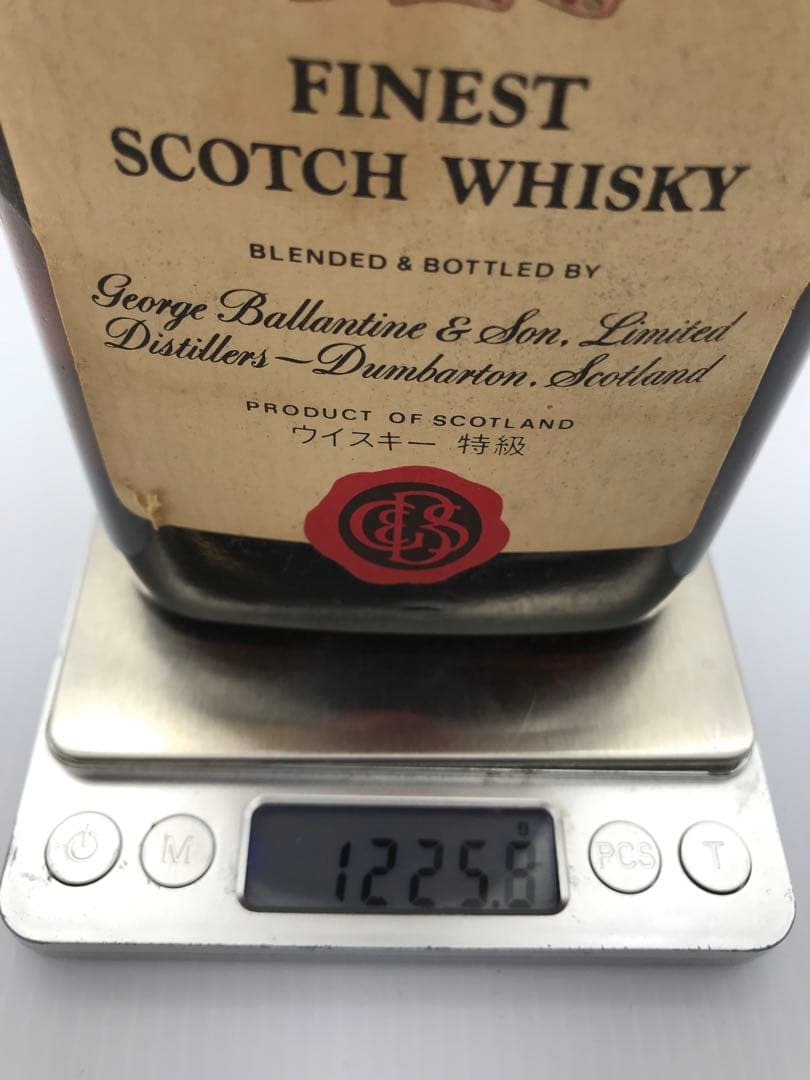 FINEST
SCOTCH WHISKY
BLENDED & BOTTLED BY
George Ballantine & Son, Limited
Distillers—Dumbarton, Scotland
PRODUCT OF SCOTLAND
ウイスキー 特級
GBS
M
1225.8
g
PCS
T